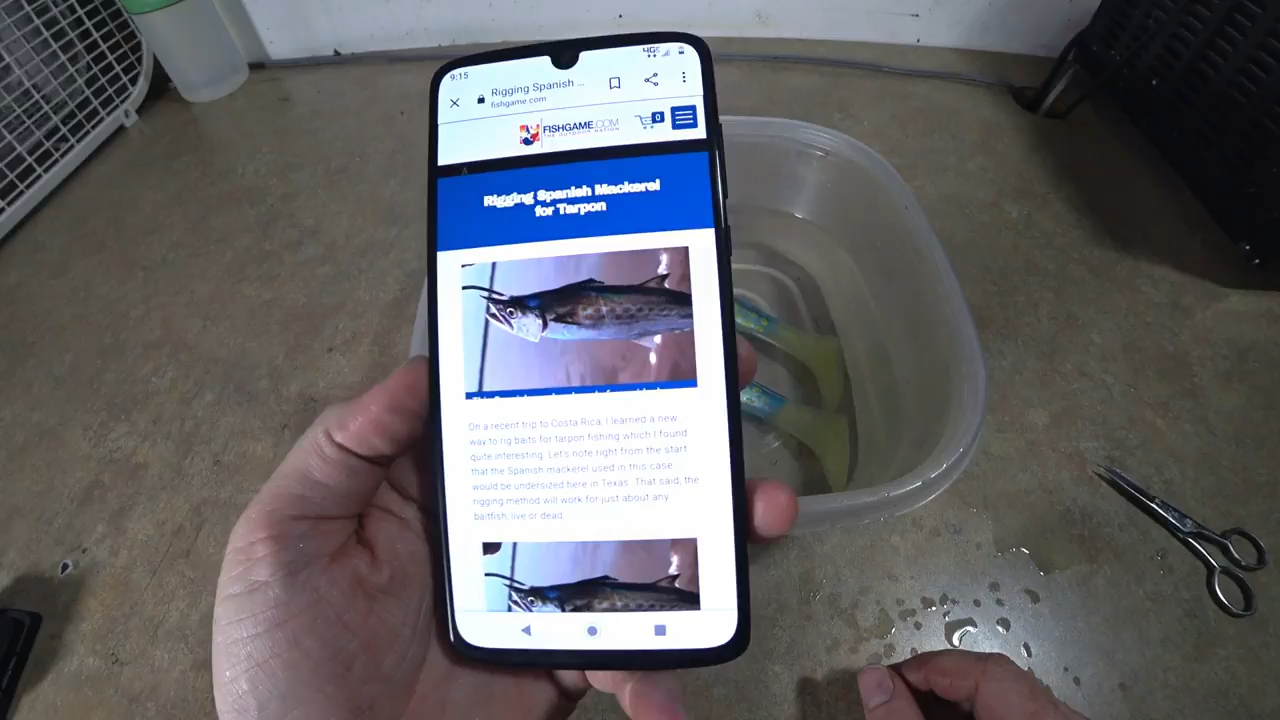 9:15
4G
Rigging Spanish ...
fishgame.com
FISHGAME.COM
THE OUTDOOR NATION
0
Rigging Spanish Mackerel
for Tarpon
On a recent trip to Costa Rica, I learned a new
way to rig baits for tarpon fishing which I found
quite interesting. Let's note right from the start
that the Spanish mackerel used in this case
would be undersized here in Texas. That said, the
rigging method will work for just about any
baitfish, live or dead.